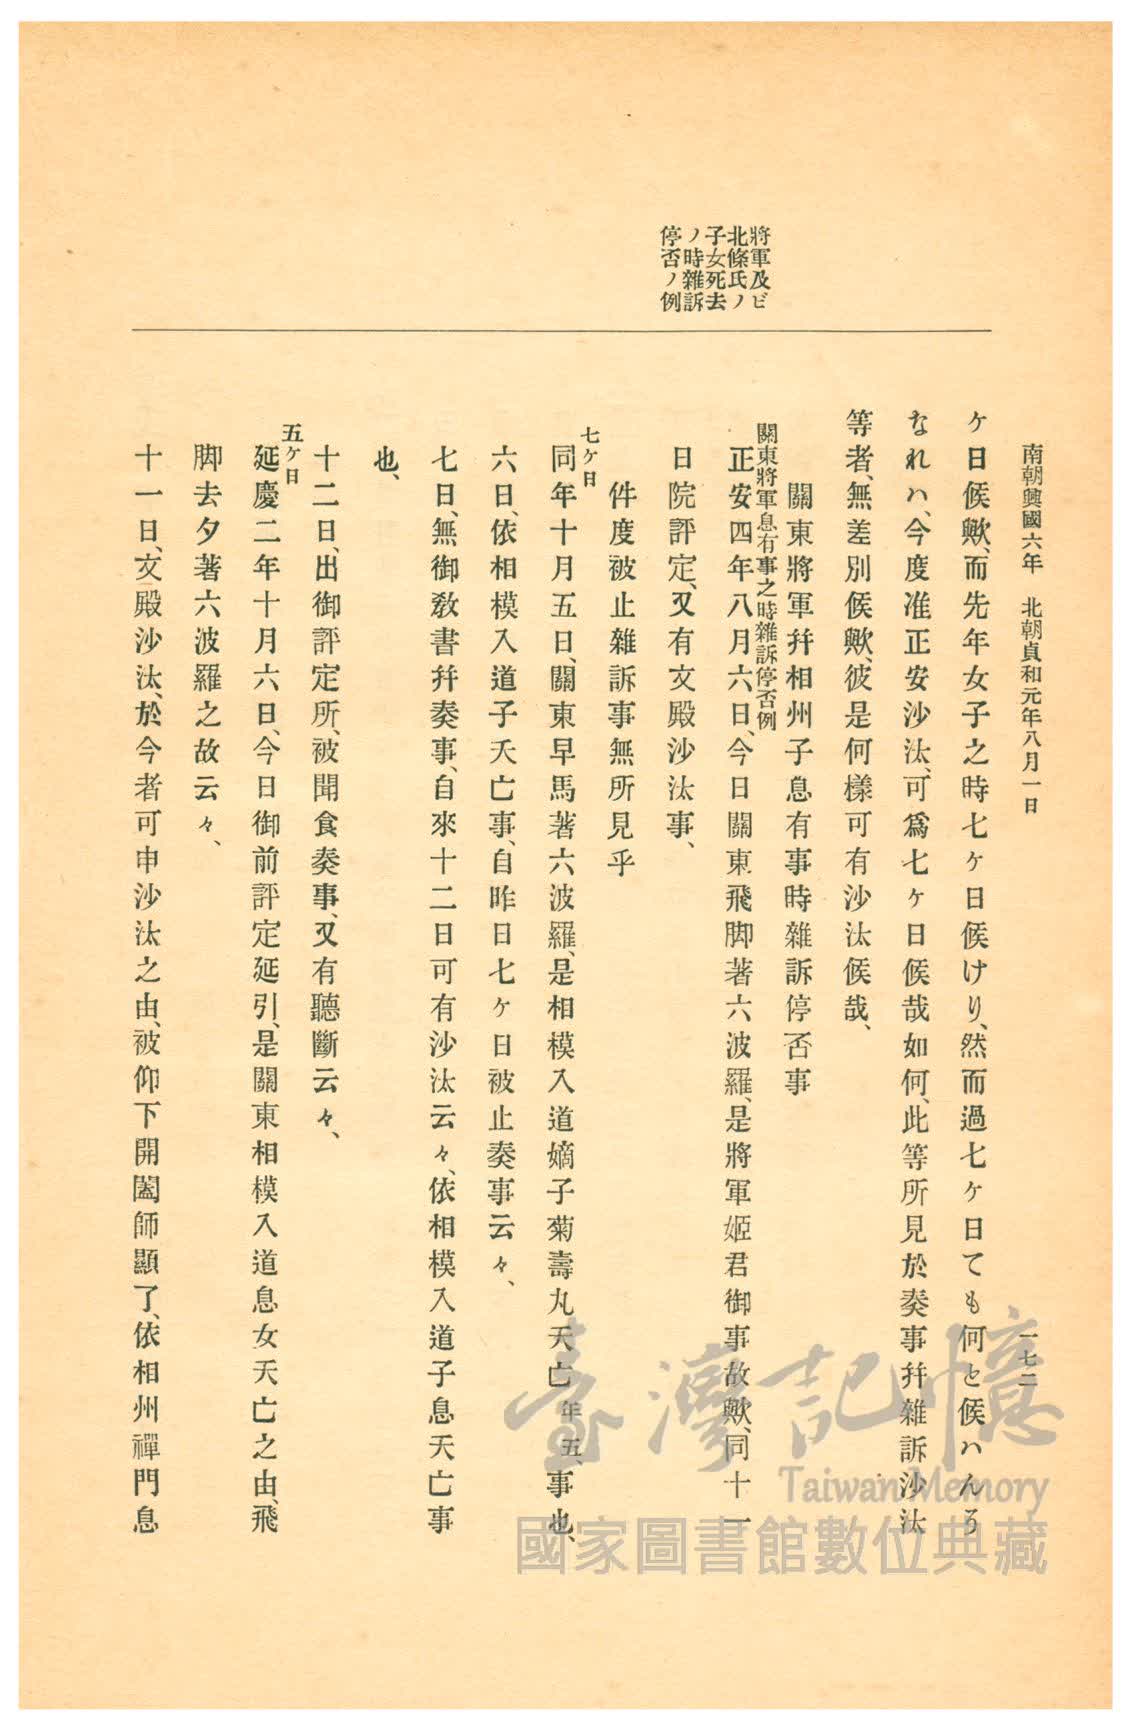 南朝興國六年　北朝貞和元年八月一日
一七二
將軍及ビ
北條氏ノ
子女死去
ノ時雜訴
停否ノ例
ケ日候歟、而先年女子之時七ケ日候けり、然而過七ケ日ても何と候ハんろ
なれハ、今度准正安沙汰、可爲七ケ日候哉如何、此等所見於奏事幷雜訴沙汰
等者、無差別候歟、彼是何樣可有沙汰候哉、
關東將軍幷相州子息有事時雜訴停否事
關東將軍息有事之時雜訴停否例
正安四年八月六日、今日關東飛脚著六波羅、是將軍姬君御事故歟、同十一
日院評定、又有文殿沙汰事、
件度被止雜訴事無所見乎
七ケ日
同年十月五日、關東早馬著六波羅、是相模入道嫡子菊壽丸夭亡年五、事也、
六日、依相模入道子夭亡事、自昨日七ケ日被止奏事云々、
七日、無御敎書幷奏事、自來十二日可有沙汰云々、依相模入道子息夭亡事
也、
十二日、出御評定所、被聞食奏事、又有聽斷云々、
五ケ日
延慶二年十月六日、今日御前評定延引、是關東相模入道息女夭亡之由、飛
脚去夕著六波羅之故云々、
十一日、文殿沙汰、於今者可申沙汰之由、被仰下開闔師顯了、依相州禪門息
臺灣記憶
Taiwan Memory
國家圖書館數位典藏